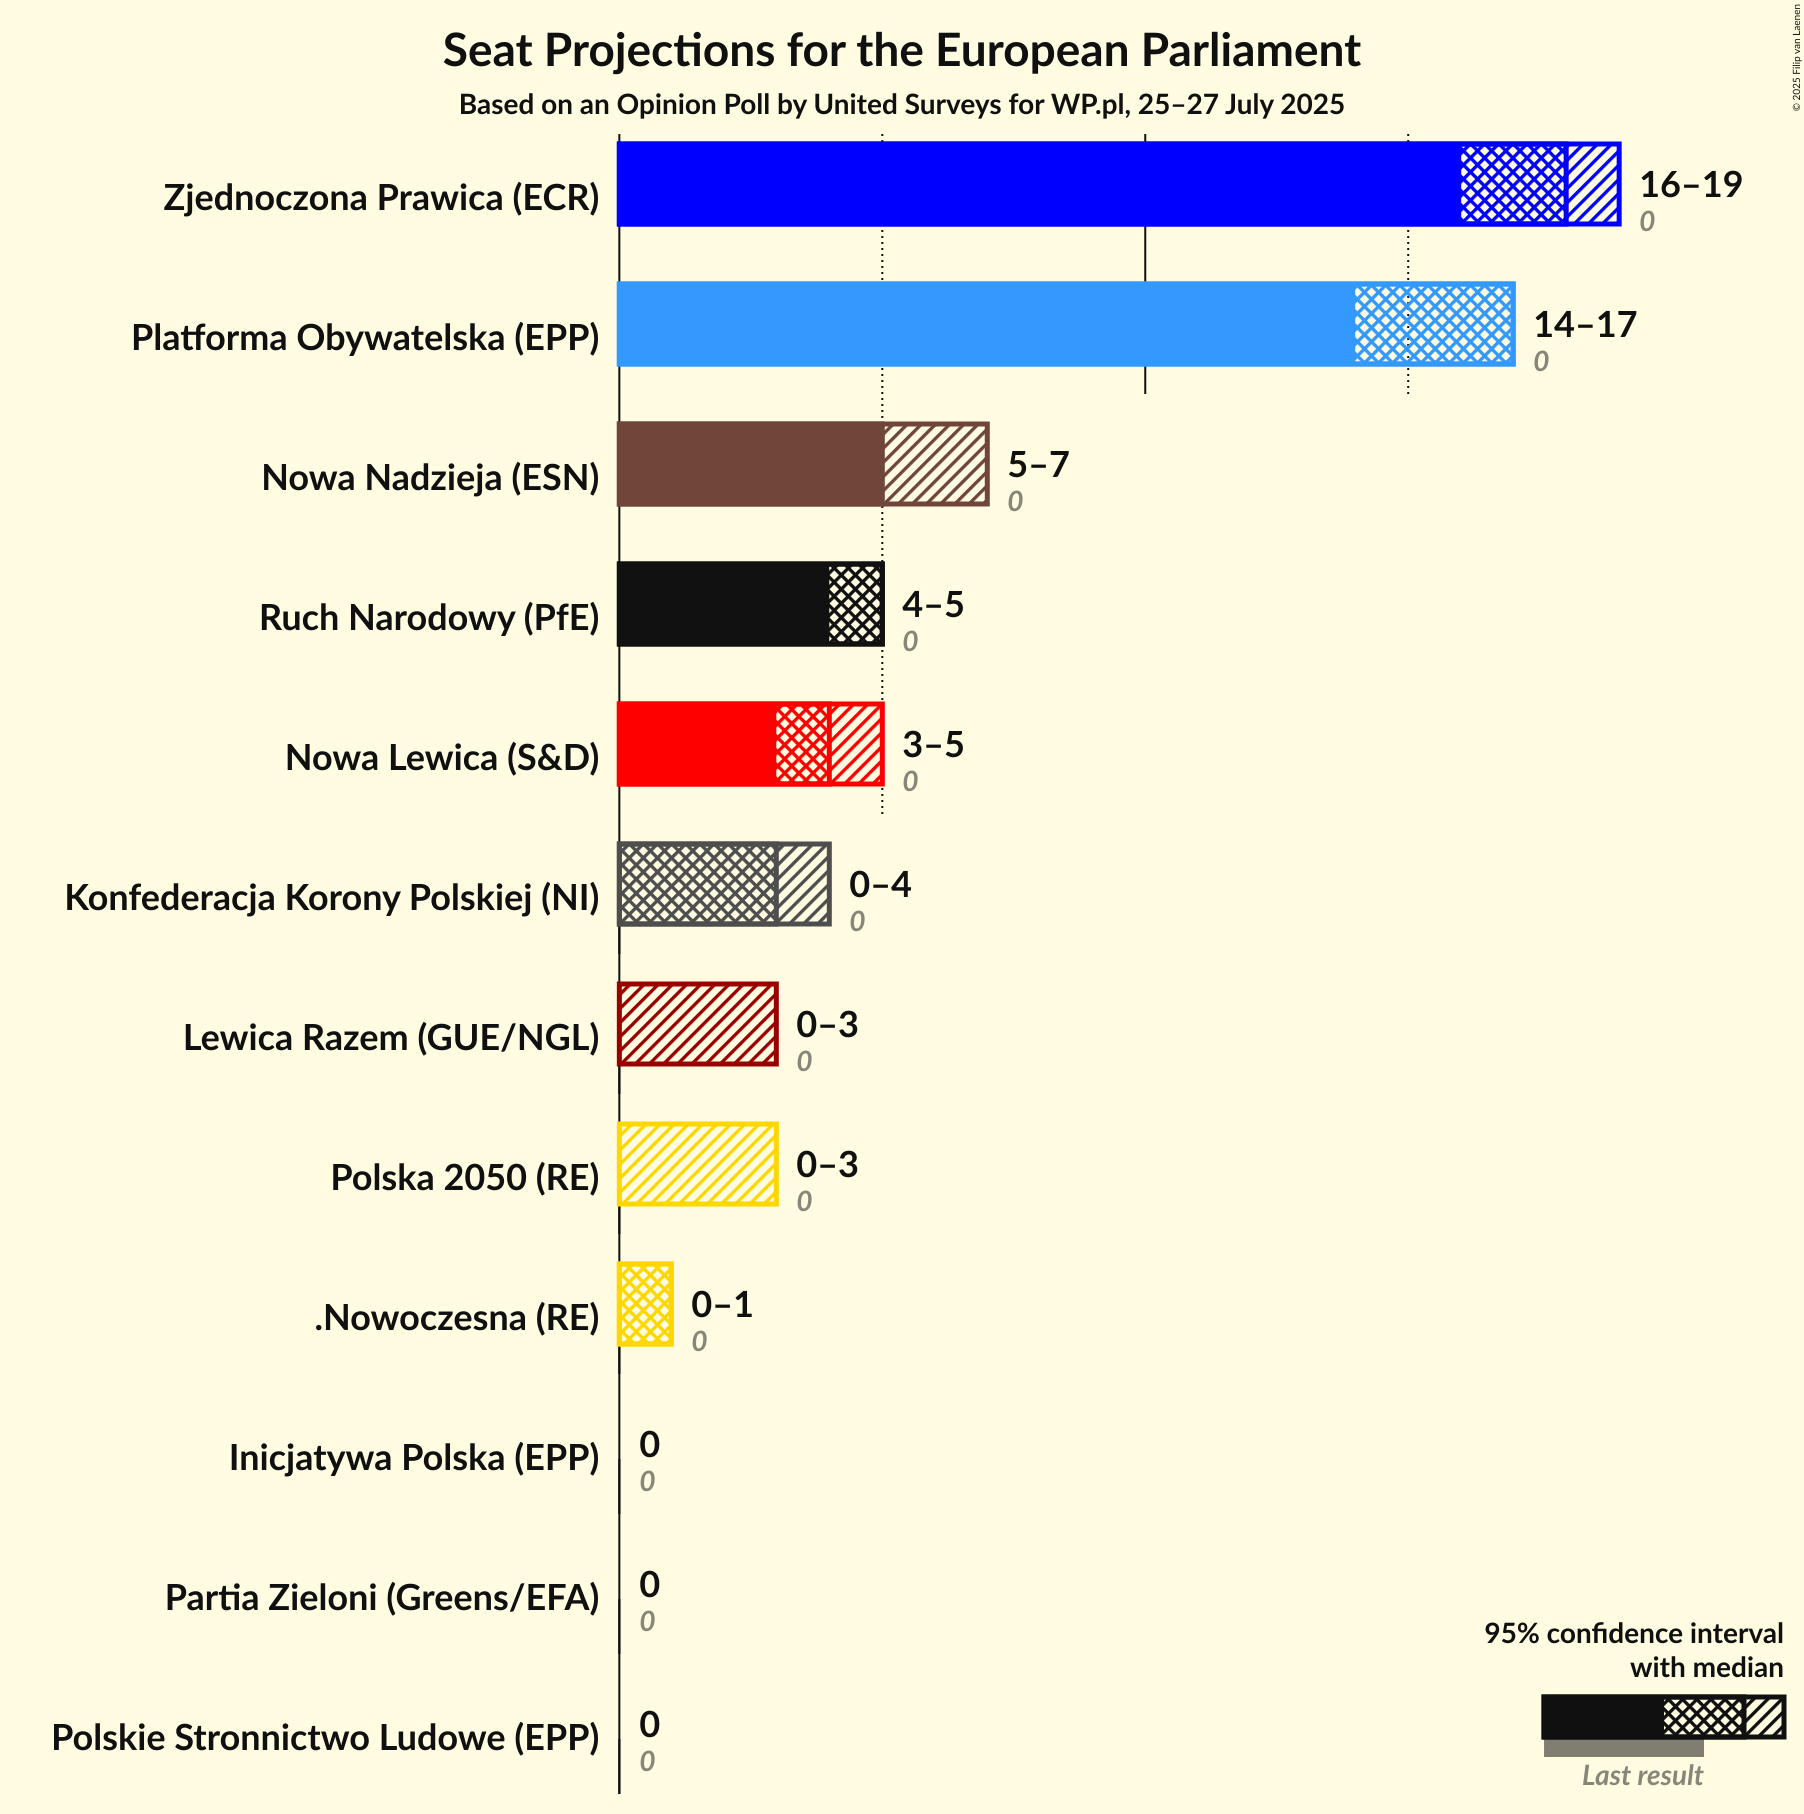 Seat Projections for the European Parliament
Based on an Opinion Poll by United Surveys for WP.pl, 25–27 July 2025
© 2025 Filip van Laenen
Zjednoczona Prawica (ECR)
16–19
0
Platforma Obywatelska (EPP)
14–17
0
Nowa Nadzieja (ESN)
5–7
0
Ruch Narodowy (PfE)
4–5
0
Nowa Lewica (S&D)
3–5
0
Konfederacja Korony Polskiej (NI)
0–4
0
Lewica Razem (GUE/NGL)
0–3
0
Polska 2050 (RE)
0–3
0
.Nowoczesna (RE)
0–1
0
Inicjatywa Polska (EPP)
0
0
Partia Zieloni (Greens/EFA)
0
0
Polskie Stronnictwo Ludowe (EPP)
0
0
95% confidence interval
with median
Last result